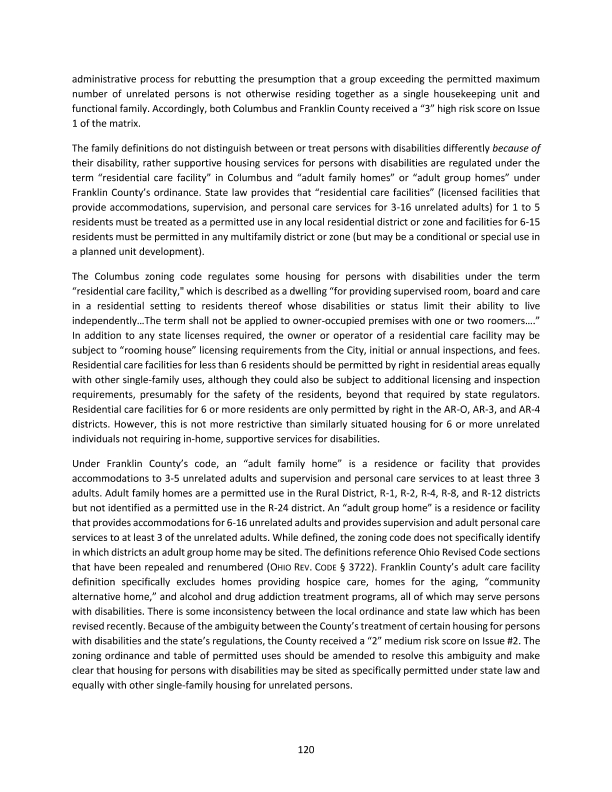 administrative process for rebutting the presumption that a group exceeding the permitted maximum
number of unrelated persons is not otherwise residing together as a single housekeeping unit and
functional family. Accordingly, both Columbus and Franklin County received a “3” high risk score on Issue
1 of the matrix.
The family definitions do not distinguish between or treat persons with disabilities differently because of
their disability, rather supportive housing services for persons with disabilities are regulated under the
term “residential care facility” in Columbus and “adult family homes” or “adult group homes” under
Franklin County’s ordinance. State law provides that “residential care facilities” (licensed facilities that
provide accommodations, supervision, and personal care services for 3-16 unrelated adults) for 1 to 5
residents must be treated as a permitted use in any local residential district or zone and facilities for 6-15
residents must be permitted in any multifamily district or zone (but may be a conditional or special use in
a planned unit development).
The Columbus zoning code regulates some housing for persons with disabilities under the term
“residential care facility," which is described as a dwelling “for providing supervised room, board and care
in a residential setting to residents thereof whose disabilities or status limit their ability to live
independently…The term shall not be applied to owner-occupied premises with one or two roomers….”
In addition to any state licenses required, the owner or operator of a residential care facility may be
subject to “rooming house” licensing requirements from the City, initial or annual inspections, and fees.
Residential care facilities for less than 6 residents should be permitted by right in residential areas equally
with other single-family uses, although they could also be subject to additional licensing and inspection
requirements, presumably for the safety of the residents, beyond that required by state regulators.
Residential care facilities for 6 or more residents are only permitted by right in the AR-O, AR-3, and AR-4
districts. However, this is not more restrictive than similarly situated housing for 6 or more unrelated
individuals not requiring in-home, supportive services for disabilities.
Under Franklin County’s code, an “adult family home” is a residence or facility that provides
accommodations to 3-5 unrelated adults and supervision and personal care services to at least three 3
adults. Adult family homes are a permitted use in the Rural District, R-1, R-2, R-4, R-8, and R-12 districts
but not identified as a permitted use in the R-24 district. An “adult group home” is a residence or facility
that provides accommodations for 6-16 unrelated adults and provides supervision and adult personal care
services to at least 3 of the unrelated adults. While defined, the zoning code does not specifically identify
in which districts an adult group home may be sited. The definitions reference Ohio Revised Code sections
that have been repealed and renumbered (OHIO REV. CODE § 3722). Franklin County’s adult care facility
definition specifically excludes homes providing hospice care, homes for the aging, “community
alternative home,” and alcohol and drug addiction treatment programs, all of which may serve persons
with disabilities. There is some inconsistency between the local ordinance and state law which has been
revised recently. Because of the ambiguity between the County’s treatment of certain housing for persons
with disabilities and the state’s regulations, the County received a “2” medium risk score on Issue #2. The
zoning ordinance and table of permitted uses should be amended to resolve this ambiguity and make
clear that housing for persons with disabilities may be sited as specifically permitted under state law and
equally with other single-family housing for unrelated persons.
120